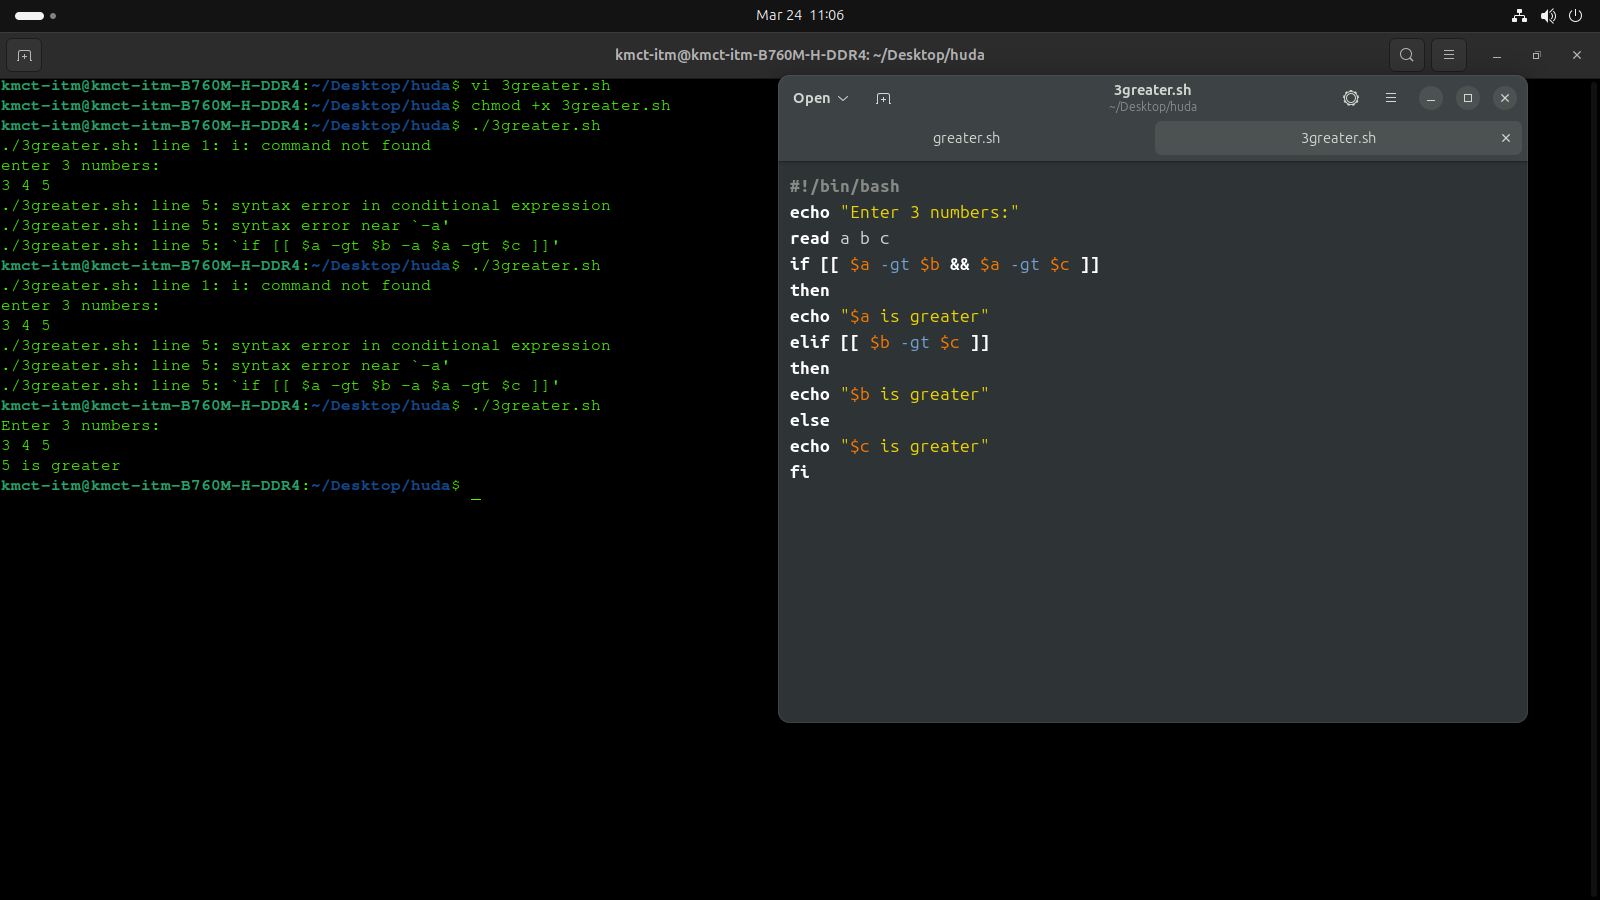 Mar 24 11:06
kmct-itm@kmct-itm-B760M-H-DDR4: ~/Desktop/huda
kmct-itm@kmct-itm-B760M-H-DDR4:~/Desktop/huda$ vi 3greater.sh
kmct-itm@kmct-itm-B760M-H-DDR4:~/Desktop/huda$ chmod +x 3greater.sh
kmct-itm@kmct-itm-B760M-H-DDR4:~/Desktop/huda$ ./3greater.sh
./3greater.sh: line 1: i: command not found
enter 3 numbers:
3 4 5
./3greater.sh: line 5: syntax error in conditional expression
./3greater.sh: line 5: syntax error near `-a'
./3greater.sh: line 5: `if [[ $a -gt $b -a $a -gt $c ]]'
kmct-itm@kmct-itm-B760M-H-DDR4:~/Desktop/huda$ ./3greater.sh
./3greater.sh: line 1: i: command not found
enter 3 numbers:
3 4 5
./3greater.sh: line 5: syntax error in conditional expression
./3greater.sh: line 5: syntax error near `-a'
./3greater.sh: line 5: `if [[ $a -gt $b -a $a -gt $c ]]'
kmct-itm@kmct-itm-B760M-H-DDR4:~/Desktop/huda$ ./3greater.sh
Enter 3 numbers:
3 4 5
5 is greater
kmct-itm@kmct-itm-B760M-H-DDR4:~/Desktop/huda$
Open
3greater.sh
~/Desktop/huda
greater.sh
3greater.sh
#!/bin/bash
echo "Enter 3 numbers:"
read a b c
if [[ $a -gt $b && $a -gt $c ]]
then
echo "$a is greater"
elif [[ $b -gt $c ]]
then
echo "$b is greater"
else
echo "$c is greater"
fi